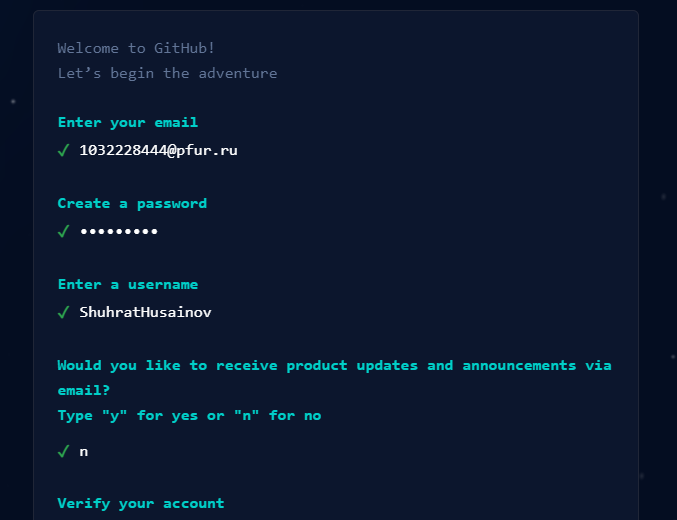 Welcome to GitHub!
Let’s begin the adventure
Enter your email
✓ 1032228444@pfur.ru
Create a password
✓ •••••••••
Enter a username
✓ ShuhratHusainov
Would you like to receive product updates and announcements via
email?
Type "y" for yes or "n" for no
✓ n
Verify your account